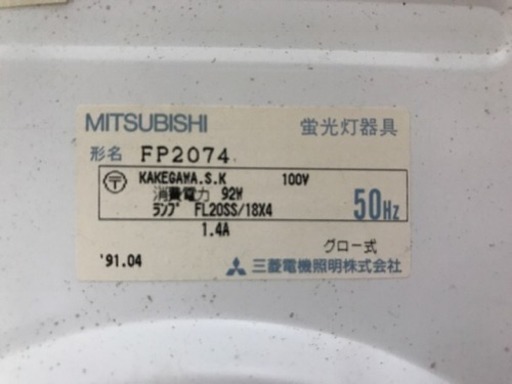 MITSUBISHI 蛍光灯器具
形名 FP2074
〒 KAKEGAWA.S.K 100V
消費電力 92W
ランプ FL20SS/18X4 50Hz
1.4A
グロー式
'91.04 三菱電機照明株式会社